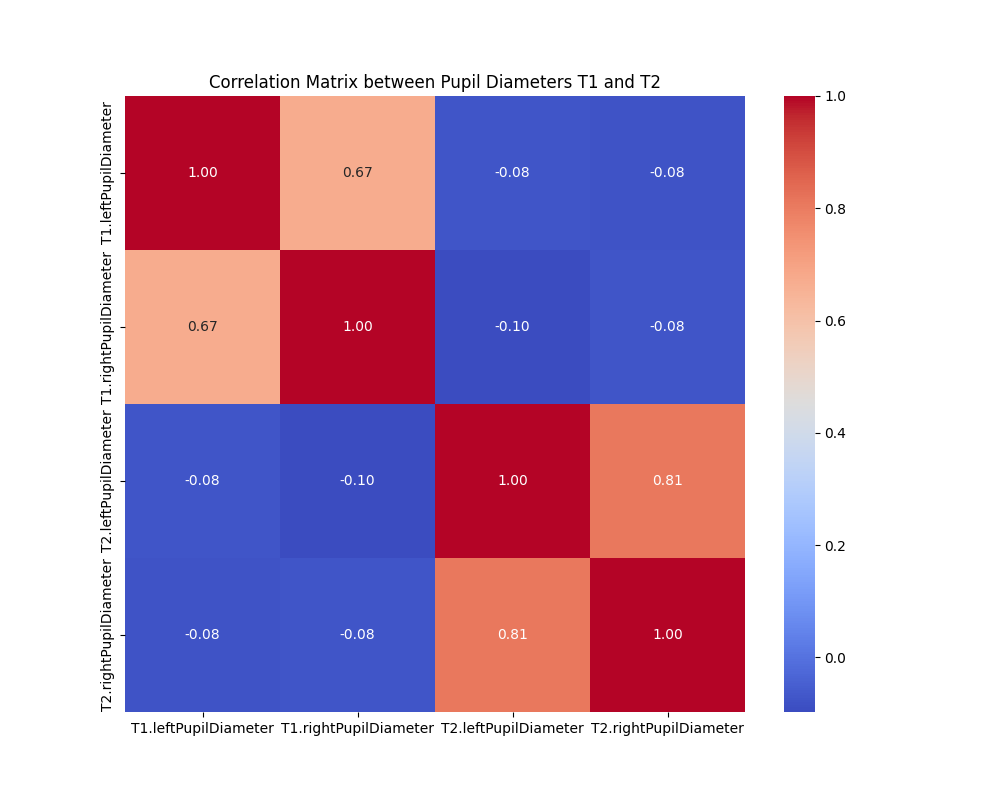 Correlation Matrix between Pupil Diameters T1 and T2
T1.leftPupilDiameter
1.00 0.67 -0.08 -0.08
T1.rightPupilDiameter
0.67 1.00 -0.10 -0.08
T2.leftPupilDiameter
-0.08 -0.10 1.00 0.81
T2.rightPupilDiameter
-0.08 -0.08 0.81 1.00
T1.leftPupilDiameter T1.rightPupilDiameter T2.leftPupilDiameter T2.rightPupilDiameter
1.0
0.8
0.6
0.4
0.2
0.0